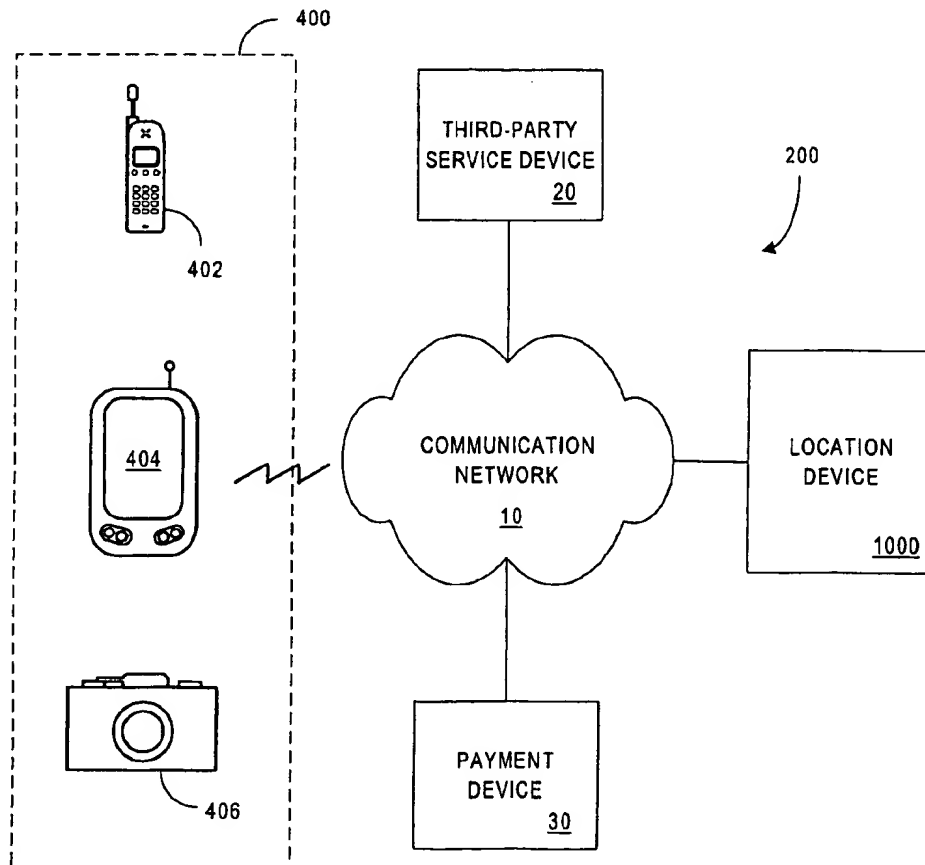 400
402
404
406
THIRD-PARTY
SERVICE DEVICE
20
200
COMMUNICATION
NETWORK
10
LOCATION
DEVICE
1000
PAYMENT
DEVICE
30